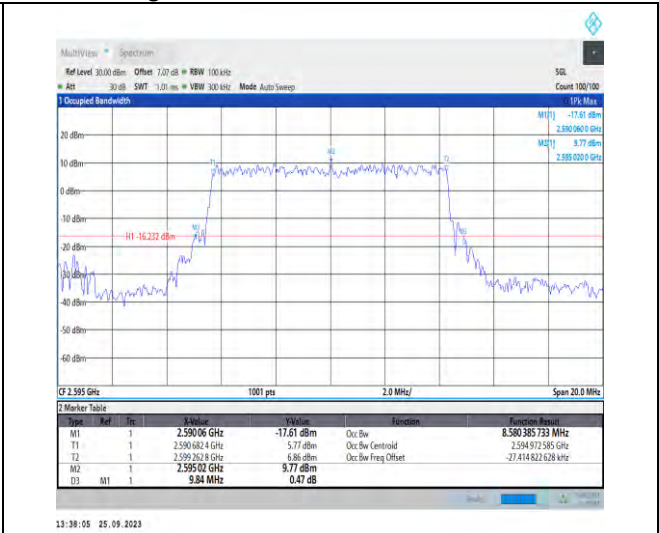 MultiView Spectrum
Ref Level 30.00 dBm Offset 7.07 dB RBW 100 kHz SGL
Att 30 dB SWT 1.01 ms VBW 300 kHz Mode Auto Sweep Count 100/100
1 Occupied Bandwidth 1Pk Max
M1[1] -17.61 dBm
2.590 060 0 GHz
M2[1] 9.77 dBm
2.595 020 0 GHz
20 dBm
M2
T1 T2
10 dBm
0 dBm
-10 dBm
H1 -16.232 dBm
-20 dBm
-30 dBm
-40 dBm
-50 dBm
-60 dBm
CF 2.595 GHz 1001 pts 2.0 MHz/ Span 20.0 MHz
2 Marker Table
Type Ref Trc X-Value Y-Value Function Function Result
M1 1 2.590 06 GHz -17.61 dBm Occ Bw 8.580 385 733 MHz
T1 1 2.590 682 4 GHz 5.77 dBm Occ Bw Centroid 2.594 972 585 GHz
T2 1 2.599 262 8 GHz 6.86 dBm Occ Bw Freq Offset -27.414 822 628 kHz
M2 1 2.595 02 GHz 9.77 dBm
D3 M1 1 9.84 MHz 0.47 dB
13:38:05 25.09.2023